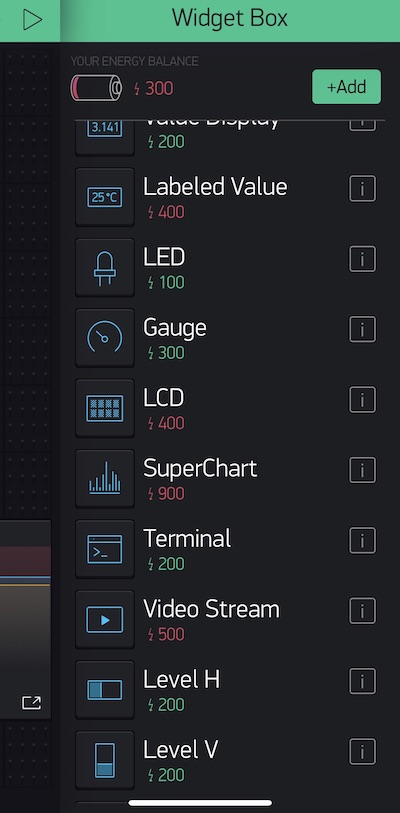 Widget Box
YOUR ENERGY BALANCE
300
+Add
3.141
Value Display
200
25°C
Labeled Value
400
LED
100
Gauge
300
LCD
400
SuperChart
900
>_
Terminal
200
Video Stream
500
Level H
200
Level V
200